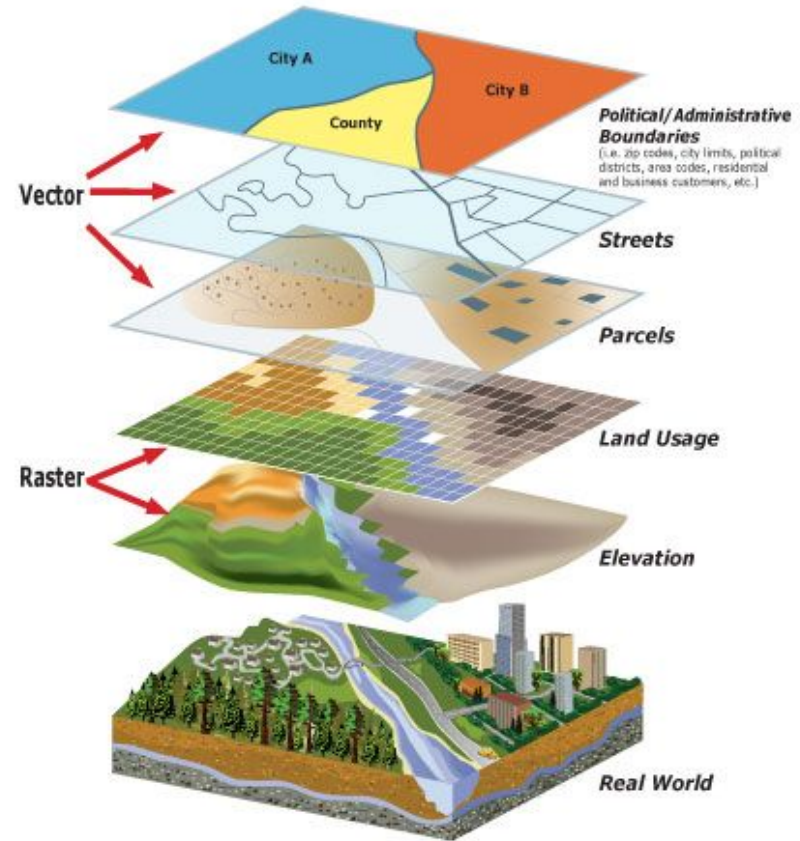 City A
City B
County
Political/Administrative
Boundaries
(i.e. zip codes, city limits, political
districts, area codes, residential
and business customers, etc.)
Vector
Streets
Parcels
Land Usage
Raster
Elevation
Real World